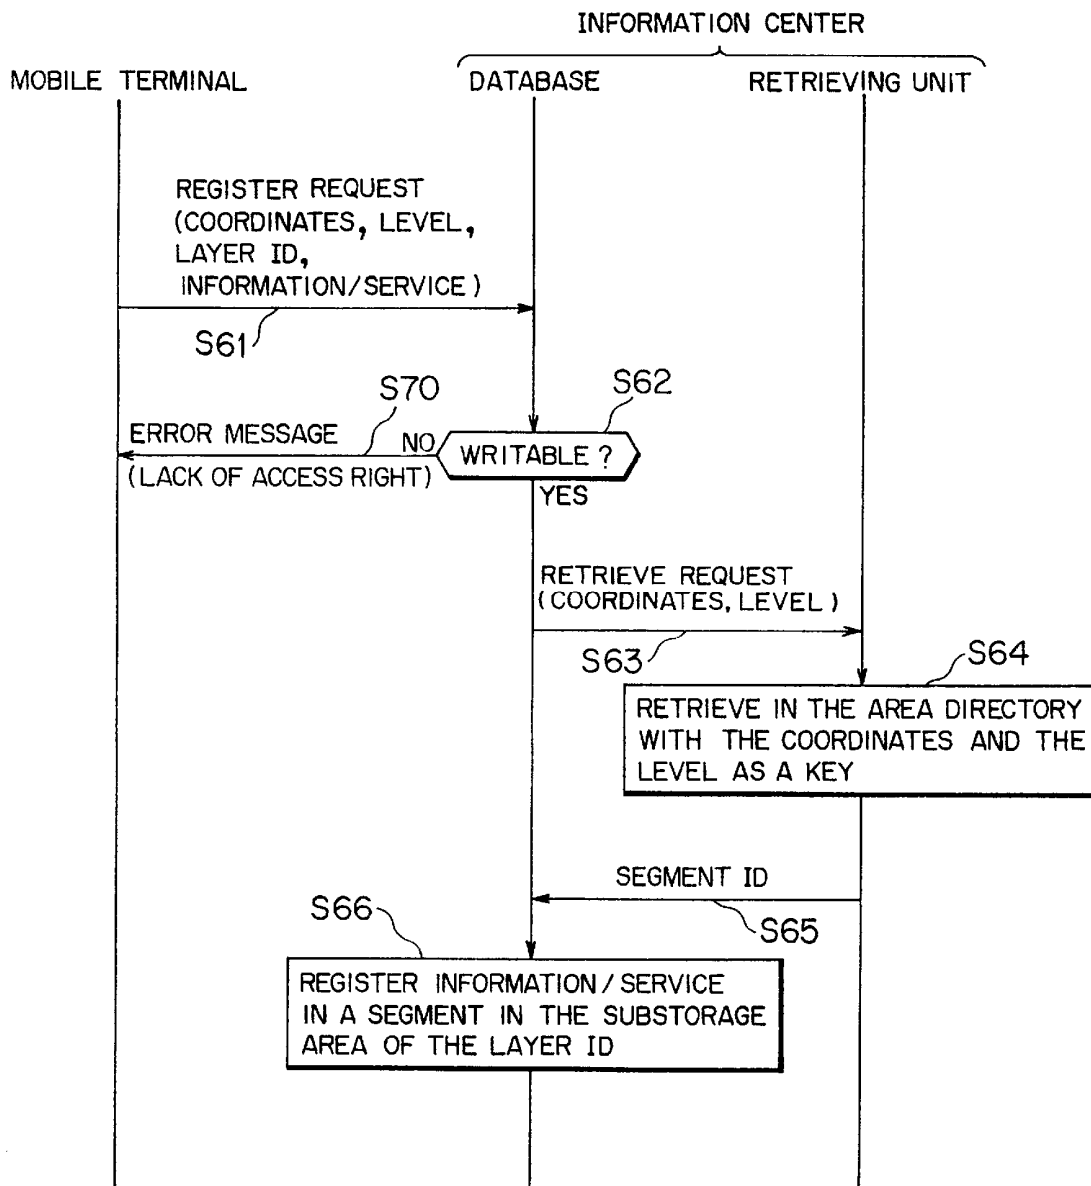 INFORMATION CENTER
MOBILE TERMINAL
DATABASE
RETRIEVING UNIT
REGISTER REQUEST
(COORDINATES, LEVEL,
LAYER ID,
INFORMATION/SERVICE)
S61
S70
S62
ERROR MESSAGE
NO
(LACK OF ACCESS RIGHT)
WRITABLE ?
YES
RETRIEVE REQUEST
(COORDINATES, LEVEL)
S63
S64
RETRIEVE IN THE AREA DIRECTORY
WITH THE COORDINATES AND THE
LEVEL AS A KEY
SEGMENT ID
S65
S66
REGISTER INFORMATION/SERVICE
IN A SEGMENT IN THE SUBSTORAGE
AREA OF THE LAYER ID